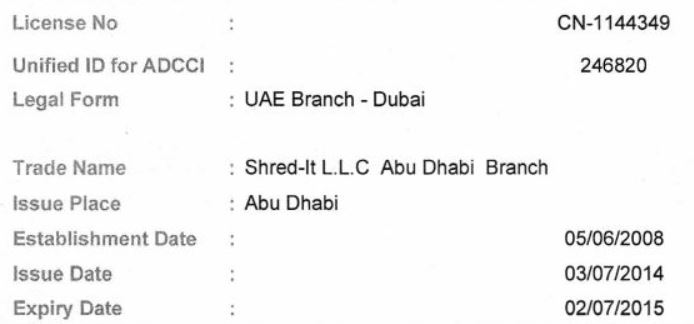 License No : CN-1144349
Unified ID for ADCCI : 246820
Legal Form : UAE Branch - Dubai
Trade Name : Shred-It L.L.C Abu Dhabi Branch
Issue Place : Abu Dhabi
Establishment Date : 05/06/2008
Issue Date : 03/07/2014
Expiry Date : 02/07/2015